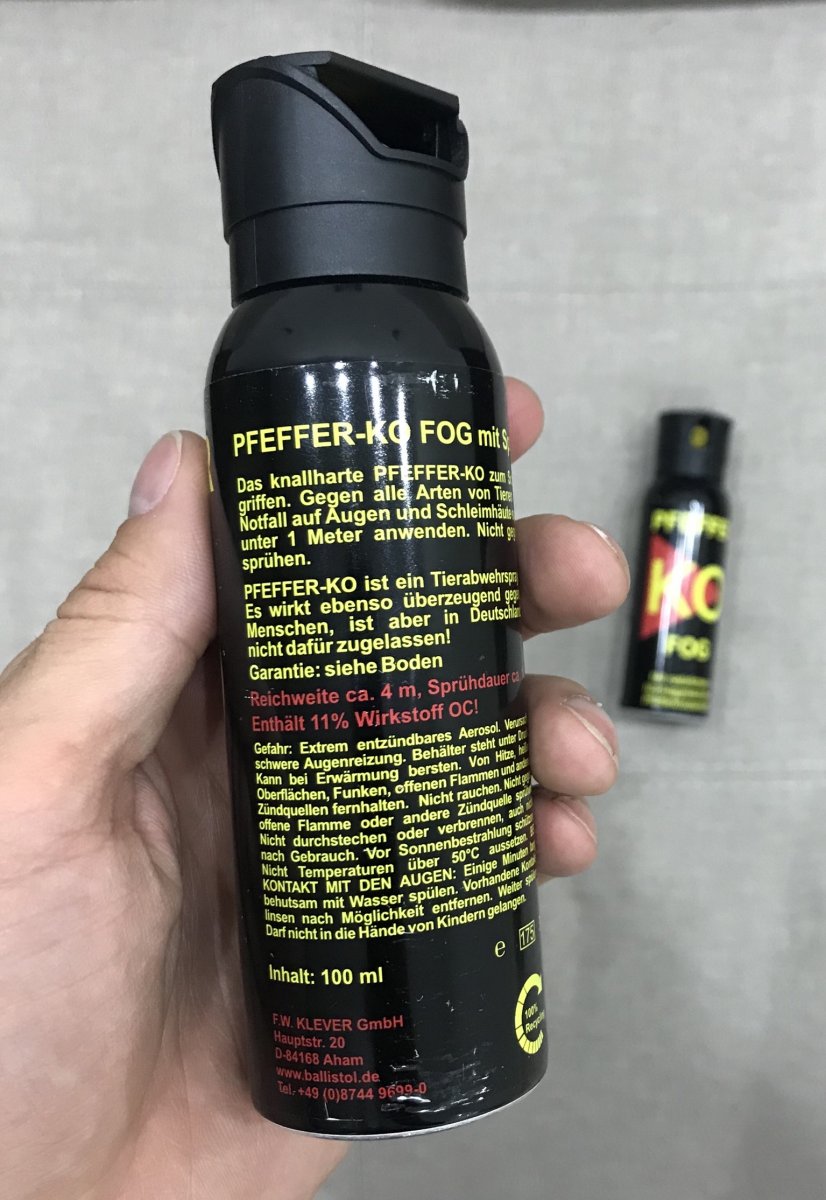 PFEFFER-KO FOG mit
Das knallharte PFEFFER-KO zum
griffen. Gegen alle Arten von Tieren
Notfall auf Augen und Schleimhäute
unter 1 Meter anwenden. Nicht
sprühen.
PFEFFER-KO ist ein Tierabwehrspray
Es wirkt ebenso überzeugend
Menschen, ist aber in Deutschland
nicht dafür zugelassen!
Garantie: siehe Boden
Reichweite ca. 4 m, Sprühdauer ca.
Enthält 11% Wirkstoff OC!
Gefahr: Extrem entzündbares Aerosol.
schwere Augenreizung. Behälter steht unter
Kann bei Erwärmung bersten. Von Hitze,
Oberflächen, Funken, offenen Flammen und
Zündquellen fernhalten. Nicht rauchen. Nicht
offene Flamme oder andere Zündquelle
Nicht durchstechen oder verbrennen, auch
nach Gebrauch. Vor Sonnenbestrahlung
Nicht Temperaturen über 50°C aussetzen.
KONTAKT MIT DEN AUGEN: Einige Minuten
behutsam mit Wasser spülen. Vorhandene
linsen nach Möglichkeit entfernen. Weiter
Darf nicht in die Hände von Kindern gelangen.
e 175
Inhalt: 100 ml
100%
F.W. KLEVER GmbH
Hauptstr. 20
D-84168 Aham
www.ballistol.de
Tel. +49 (0)8744 9699-0
KO
FOG